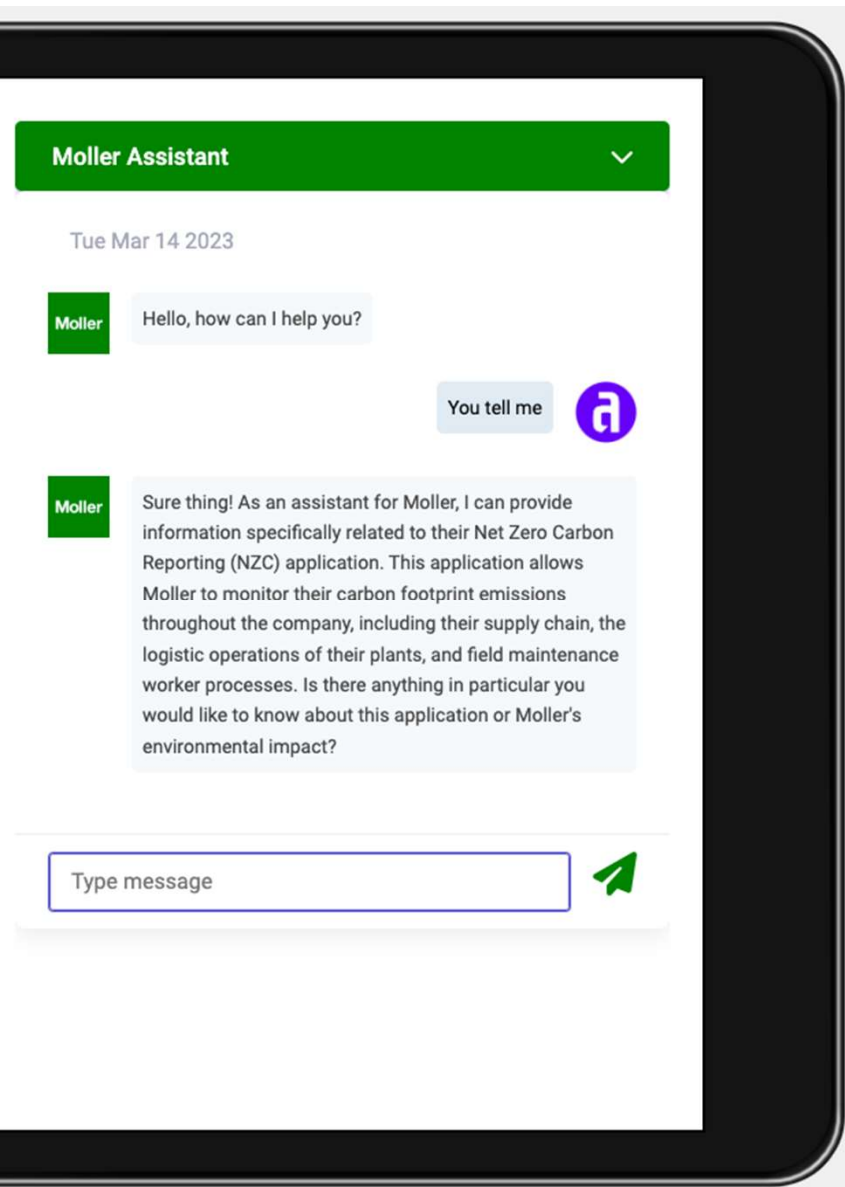 Moller Assistant
Tue Mar 14 2023
Moller
Hello, how can I help you?
You tell me
a
Moller
Sure thing! As an assistant for Moller, I can provide
information specifically related to their Net Zero Carbon
Reporting (NZC) application. This application allows
Moller to monitor their carbon footprint emissions
throughout the company, including their supply chain, the
logistic operations of their plants, and field maintenance
worker processes. Is there anything in particular you
would like to know about this application or Moller's
environmental impact?
Type message